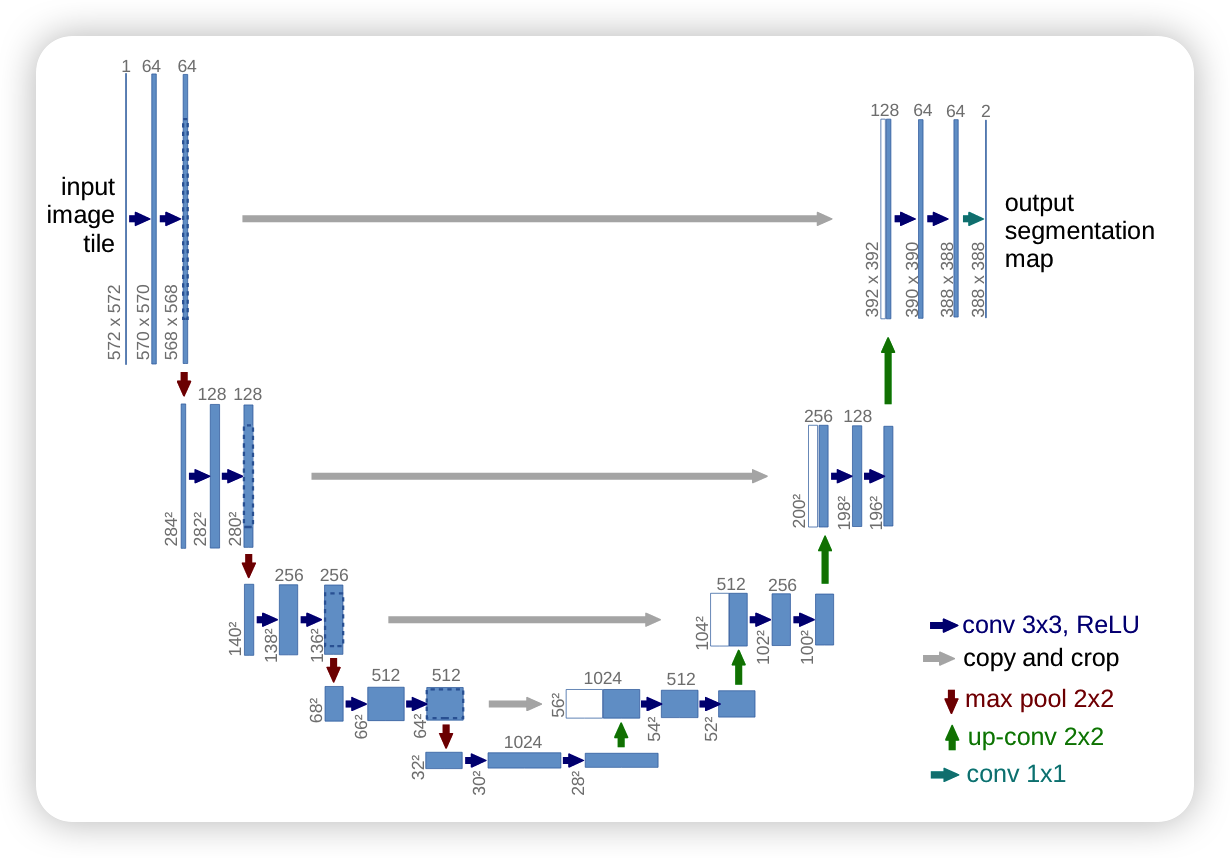 1 64 64
128 64 64 2
input
image
tile
output
segmentation
map
572 x 572
570 x 570
568 x 568
392 x 392
390 x 390
388 x 388
388 x 388
128 128
256 128
284²
282²
280²
200²
198²
196²
256 256
512 256
140²
138²
136²
104²
102²
100²
512 512
1024 512
68²
66²
64²
56²
54²
52²
1024
32²
30²
28²
conv 3x3, ReLU
copy and crop
max pool 2x2
up-conv 2x2
conv 1x1